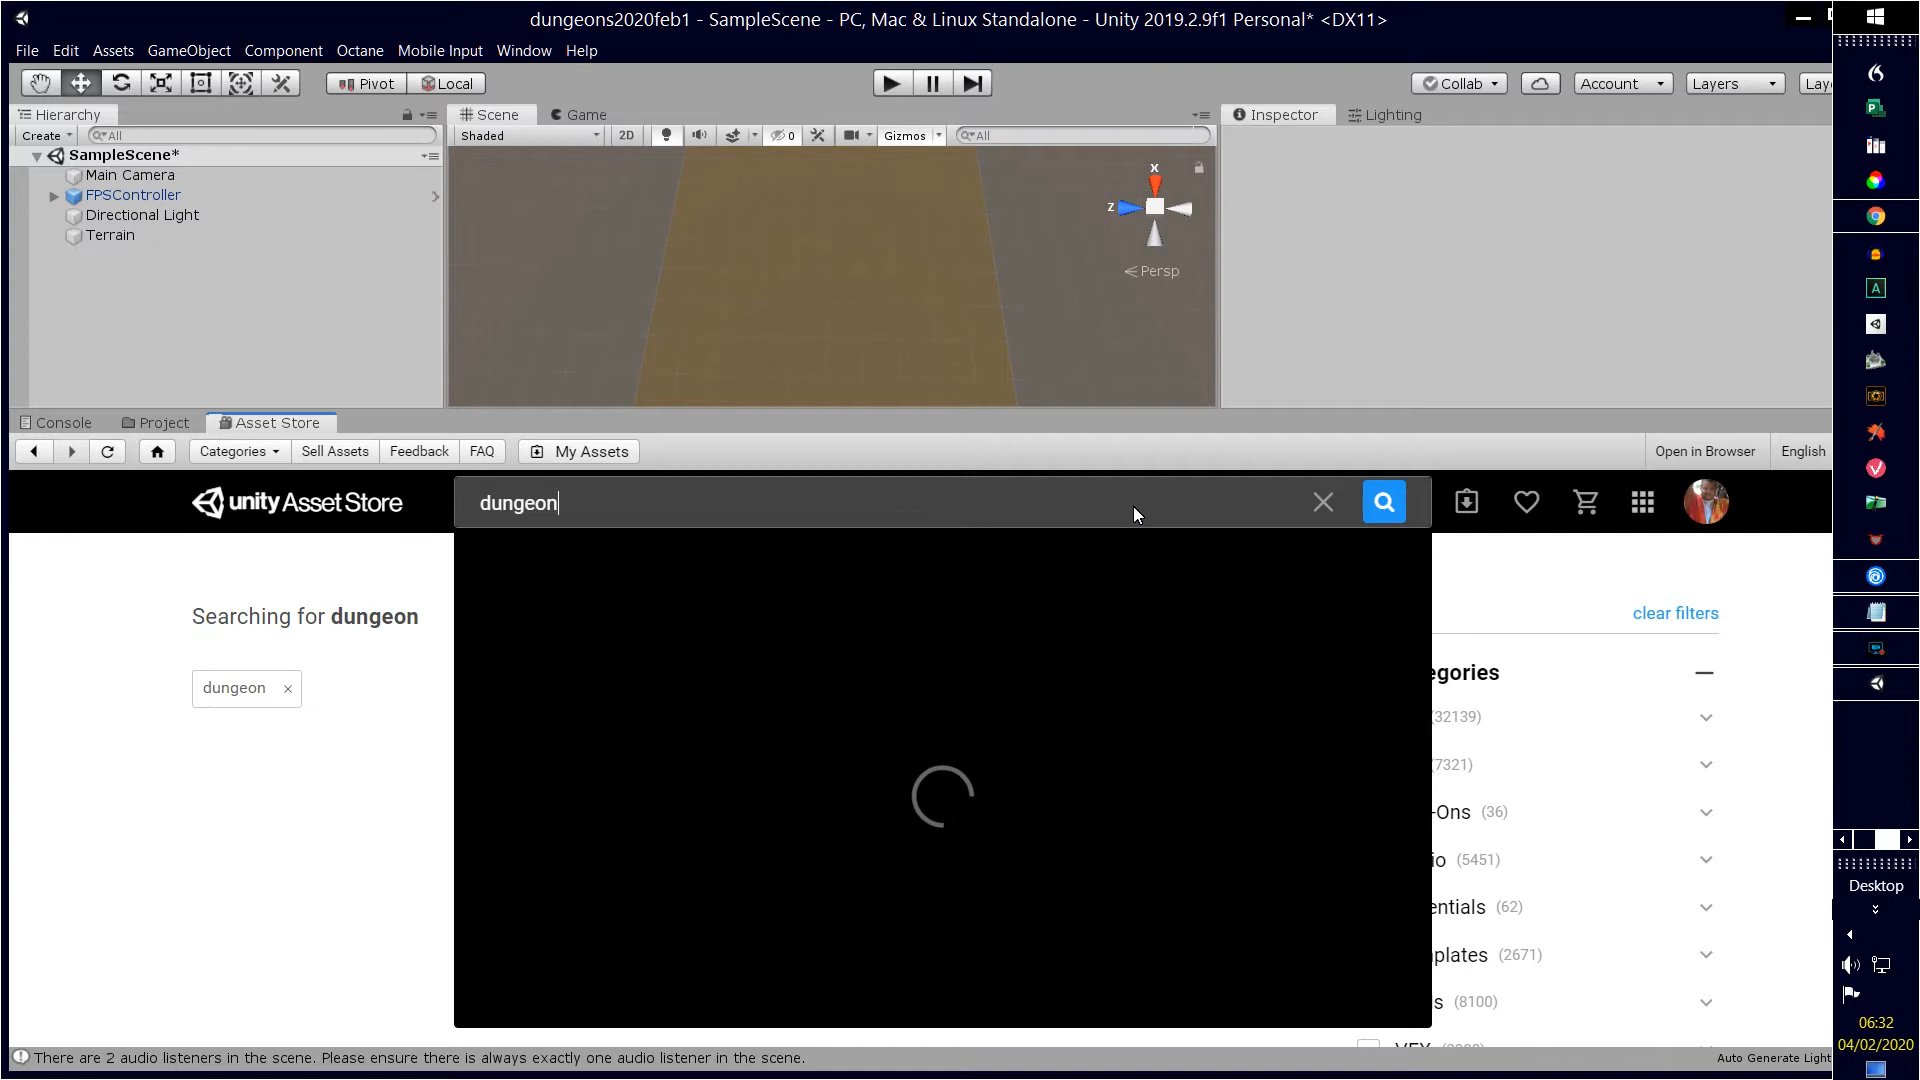 dungeons2020feb1 - SampleScene - PC, Mac & Linux Standalone - Unity 2019.2.9f1 Personal* <DX11>
File Edit Assets GameObject Component Octane Mobile Input Window Help
Pivot Local Collab Account Layers Lay
Hierarchy Scene Game Inspector Lighting
Create All Shaded 2D 0 Gizmos All
SampleScene*
Main Camera
FPSController
Directional Light
Terrain
x
z
Persp
Console Project Asset Store
Categories Sell Assets Feedback FAQ My Assets Open in Browser English
unity Asset Store dungeon
Searching for dungeon
clear filters
dungeon ×
egories
(32139)
(7321)
-Ons (36)
io (5451)
entials (62)
nplates (2671)
s (8100)
There are 2 audio listeners in the scene. Please ensure there is always exactly one audio listener in the scene.
Auto Generate Light
Desktop
06:32
04/02/2020